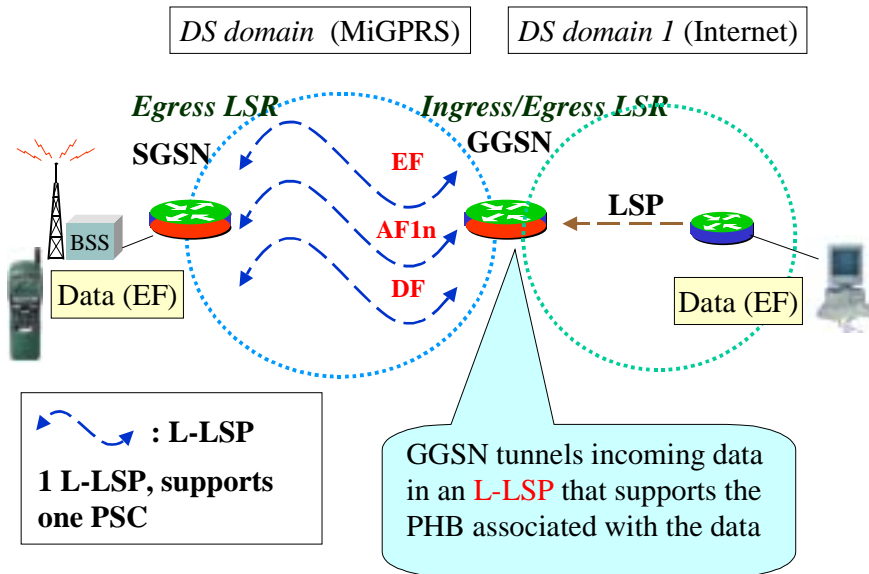 DS domain (MiGPRS)
DS domain 1 (Internet)
Egress LSR
Ingress/Egress LSR
SGSN
GGSN
EF
LSP
AF1n
BSS
DF
Data (EF)
Data (EF)
: L-LSP
1 L-LSP, supports
one PSC
GGSN tunnels incoming data
in an L-LSP that supports the
PHB associated with the data